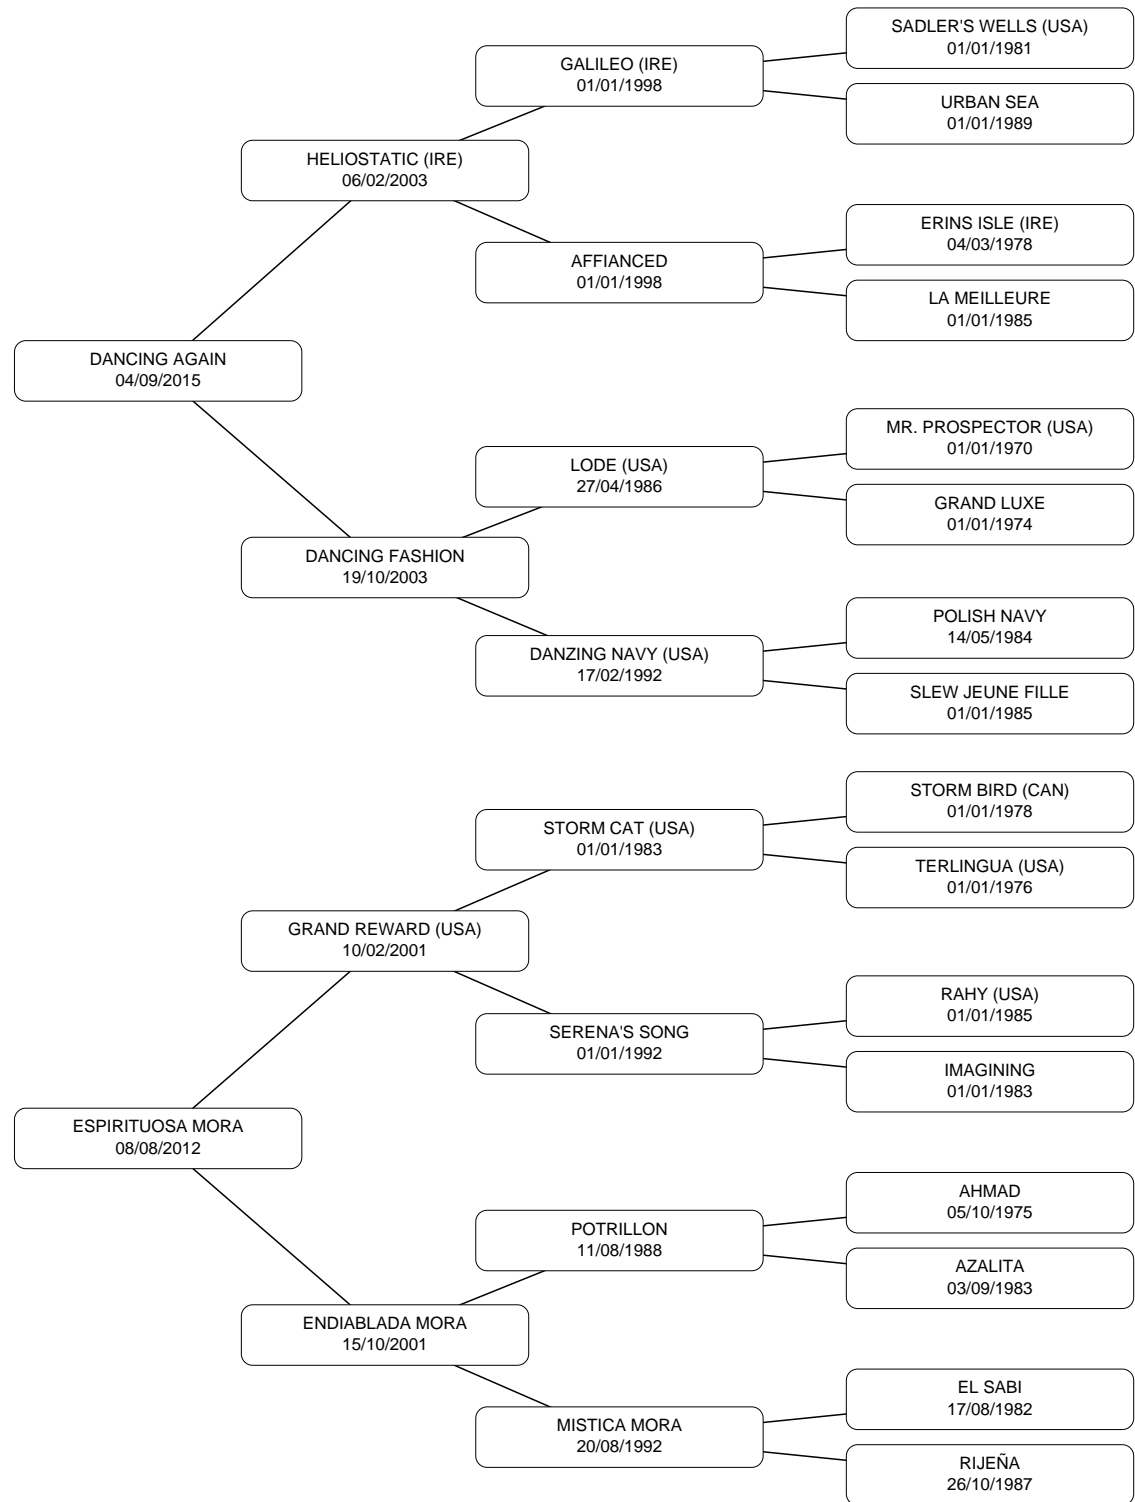 SADLER'S WELLS (USA)
01/01/1981
GALILEO (IRE)
01/01/1998
URBAN SEA
01/01/1989
HELIOSTATIC (IRE)
06/02/2003
ERINS ISLE (IRE)
04/03/1978
AFFIANCED
01/01/1998
LA MEILLEURE
01/01/1985
DANCING AGAIN
04/09/2015
MR. PROSPECTOR (USA)
01/01/1970
LODE (USA)
27/04/1986
GRAND LUXE
01/01/1974
DANCING FASHION
19/10/2003
POLISH NAVY
14/05/1984
DANZING NAVY (USA)
17/02/1992
SLEW JEUNE FILLE
01/01/1985
STORM BIRD (CAN)
01/01/1978
STORM CAT (USA)
01/01/1983
TERLINGUA (USA)
01/01/1976
GRAND REWARD (USA)
10/02/2001
RAHY (USA)
01/01/1985
SERENA'S SONG
01/01/1992
IMAGINING
01/01/1983
ESPIRITUOSA MORA
08/08/2012
AHMAD
05/10/1975
POTRILLON
11/08/1988
AZALITA
03/09/1983
ENDIABLADA MORA
15/10/2001
EL SABI
17/08/1982
MISTICA MORA
20/08/1992
RIJEÑA
26/10/1987